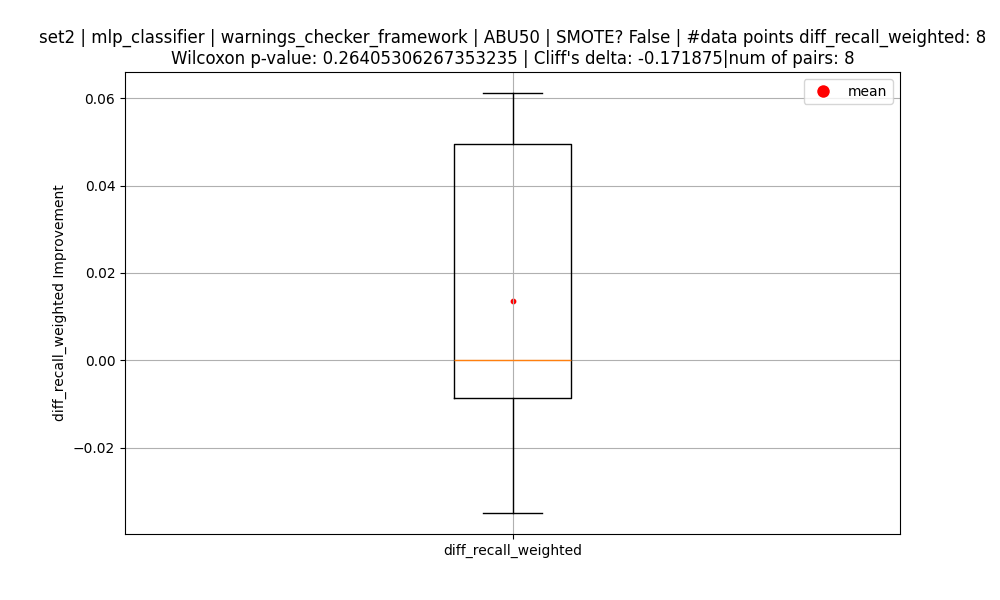 set2 | mlp_classifier | warnings_checker_framework | ABU50 | SMOTE? False | #data points diff_recall_weighted: 8
Wilcoxon p-value: 0.26405306267353235 | Cliff's delta: -0.171875|num of pairs: 8
mean
0.06
0.04
0.02
0.00
−0.02
diff_recall_weighted Improvement
diff_recall_weighted